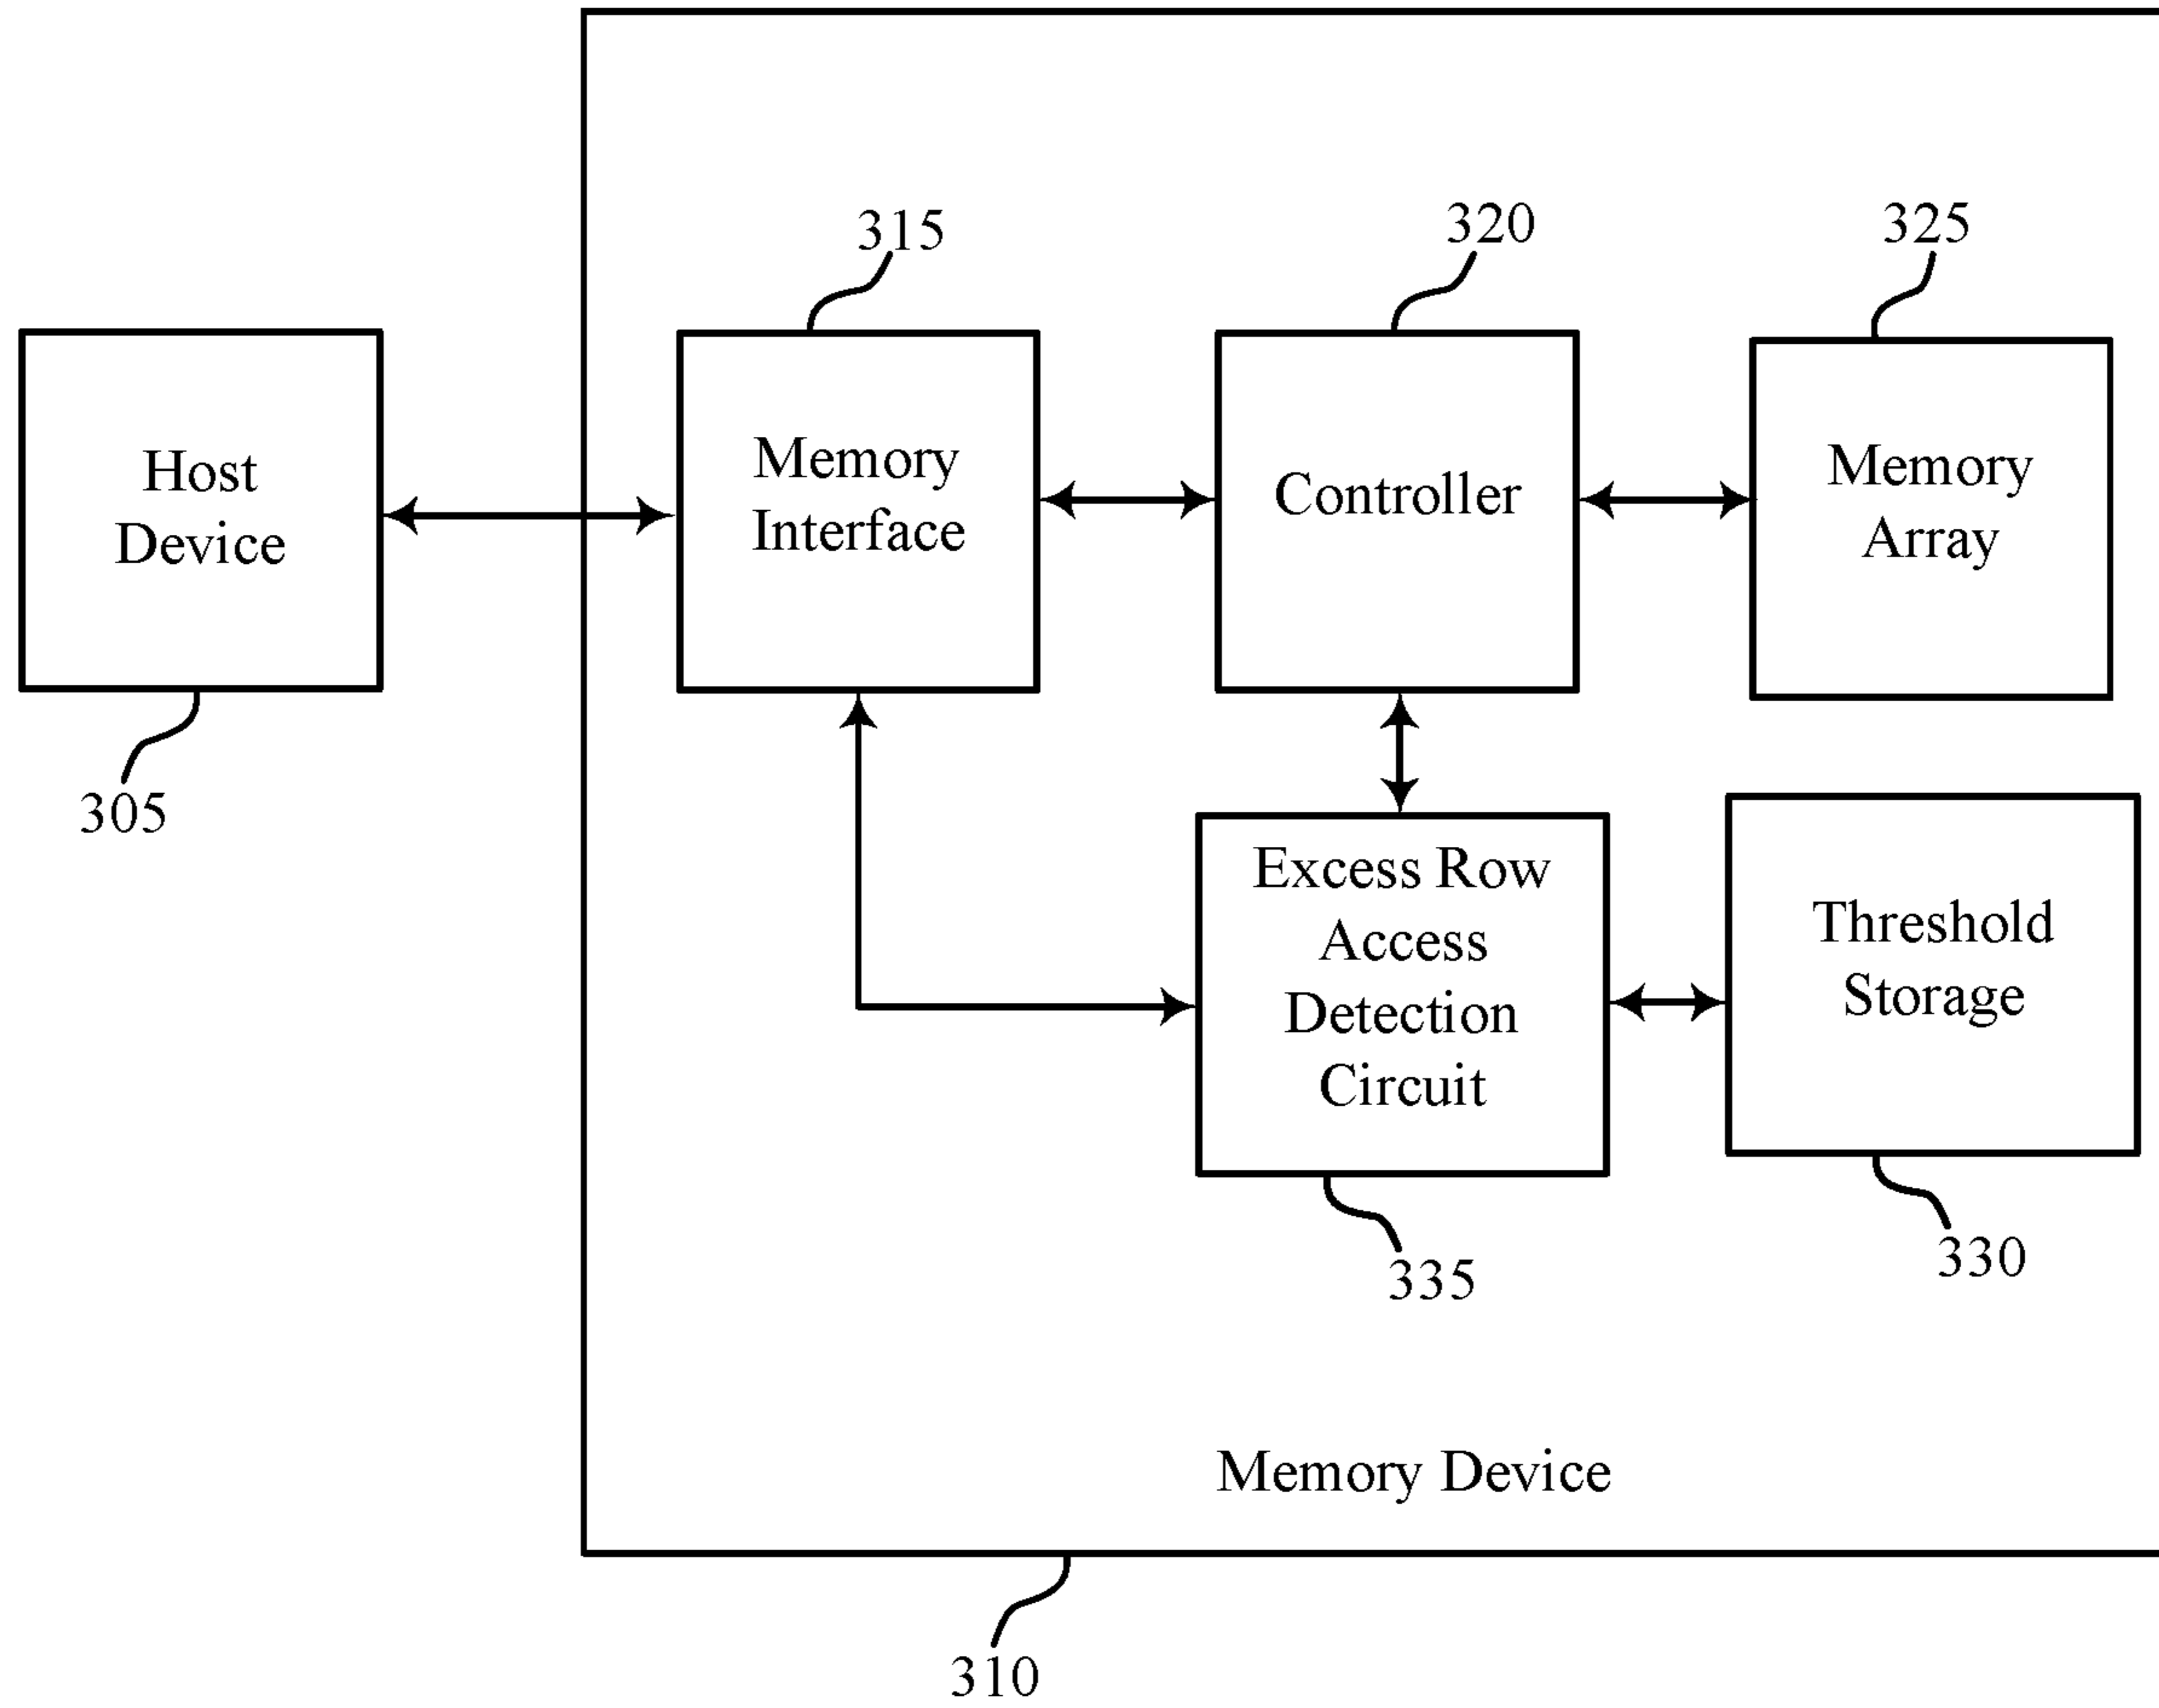 315
320
325
Host
Device
Memory
Interface
Controller
Memory
Array
305
Excess Row
Access
Detection
Circuit
Threshold
Storage
335
330
Memory Device
310